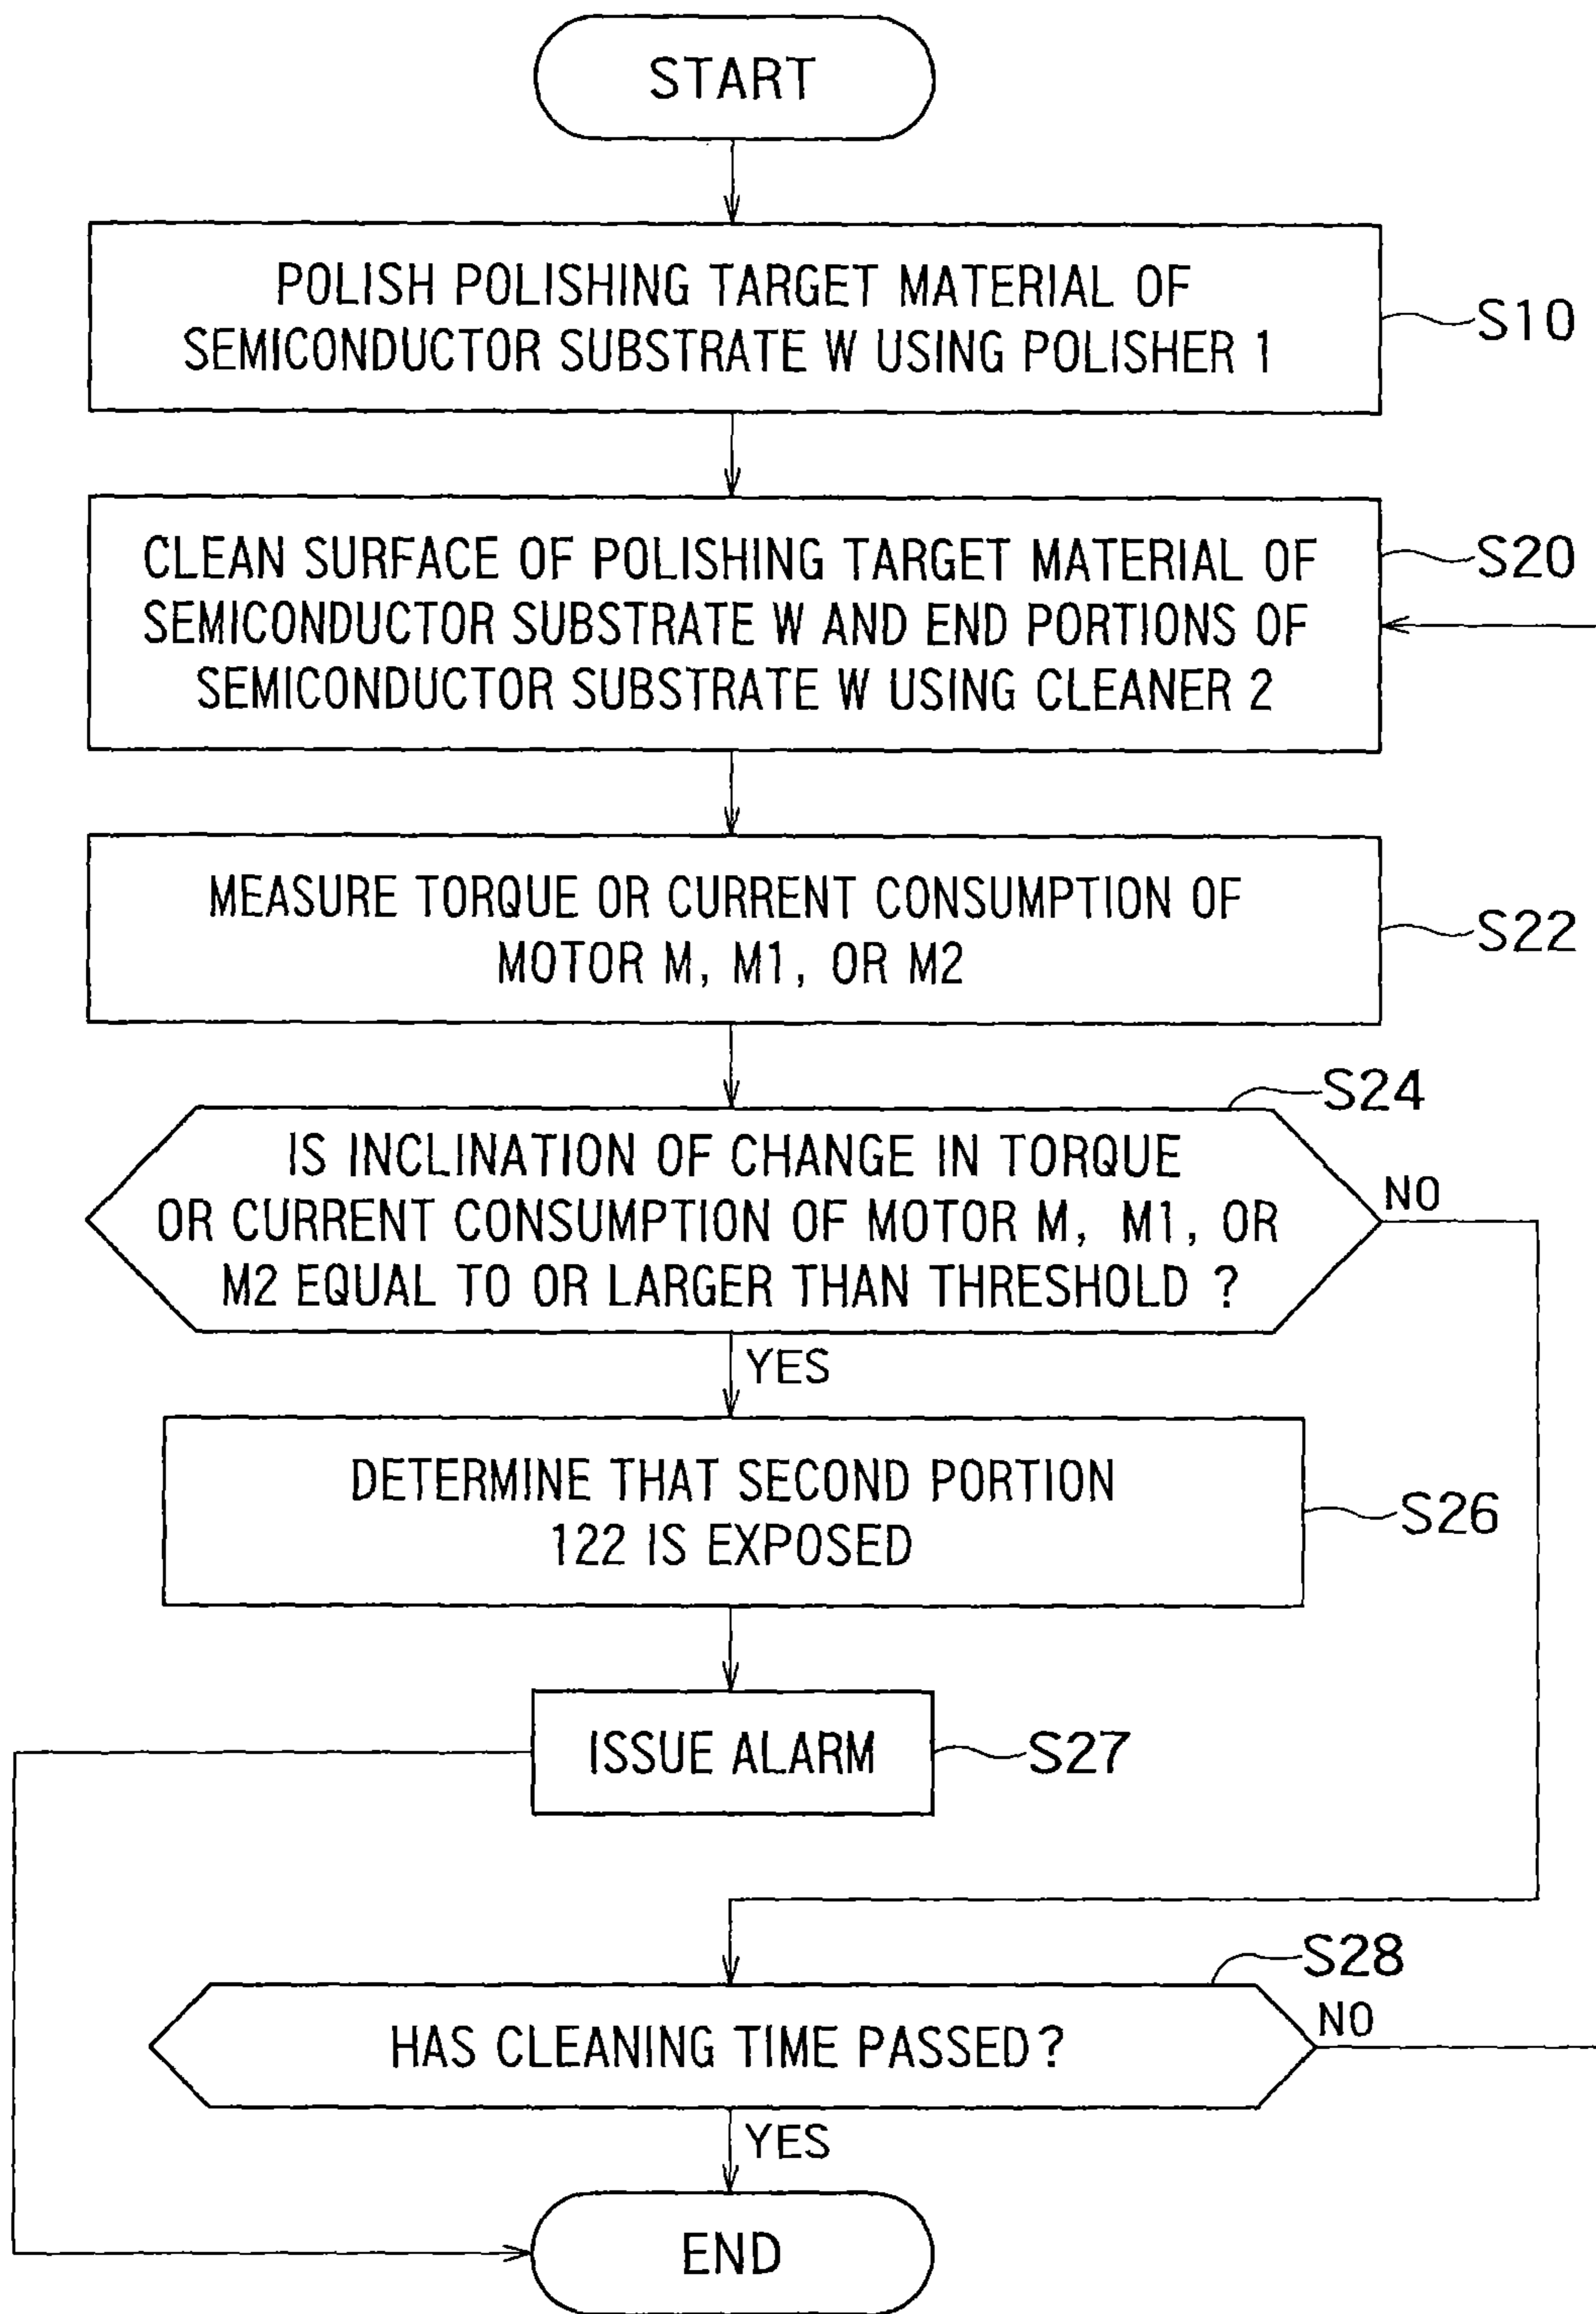 START
POLISH POLISHING TARGET MATERIAL OF
SEMICONDUCTOR SUBSTRATE W USING POLISHER 1
S10
CLEAN SURFACE OF POLISHING TARGET MATERIAL OF
SEMICONDUCTOR SUBSTRATE W AND END PORTIONS OF
SEMICONDUCTOR SUBSTRATE W USING CLEANER 2
S20
MEASURE TORQUE OR CURRENT CONSUMPTION OF
MOTOR M, M1, OR M2
S22
S24
IS INCLINATION OF CHANGE IN TORQUE
OR CURRENT CONSUMPTION OF MOTOR M, M1, OR
M2 EQUAL TO OR LARGER THAN THRESHOLD ?
NO
YES
DETERMINE THAT SECOND PORTION
122 IS EXPOSED
S26
ISSUE ALARM
S27
S28
HAS CLEANING TIME PASSED?
NO
YES
END